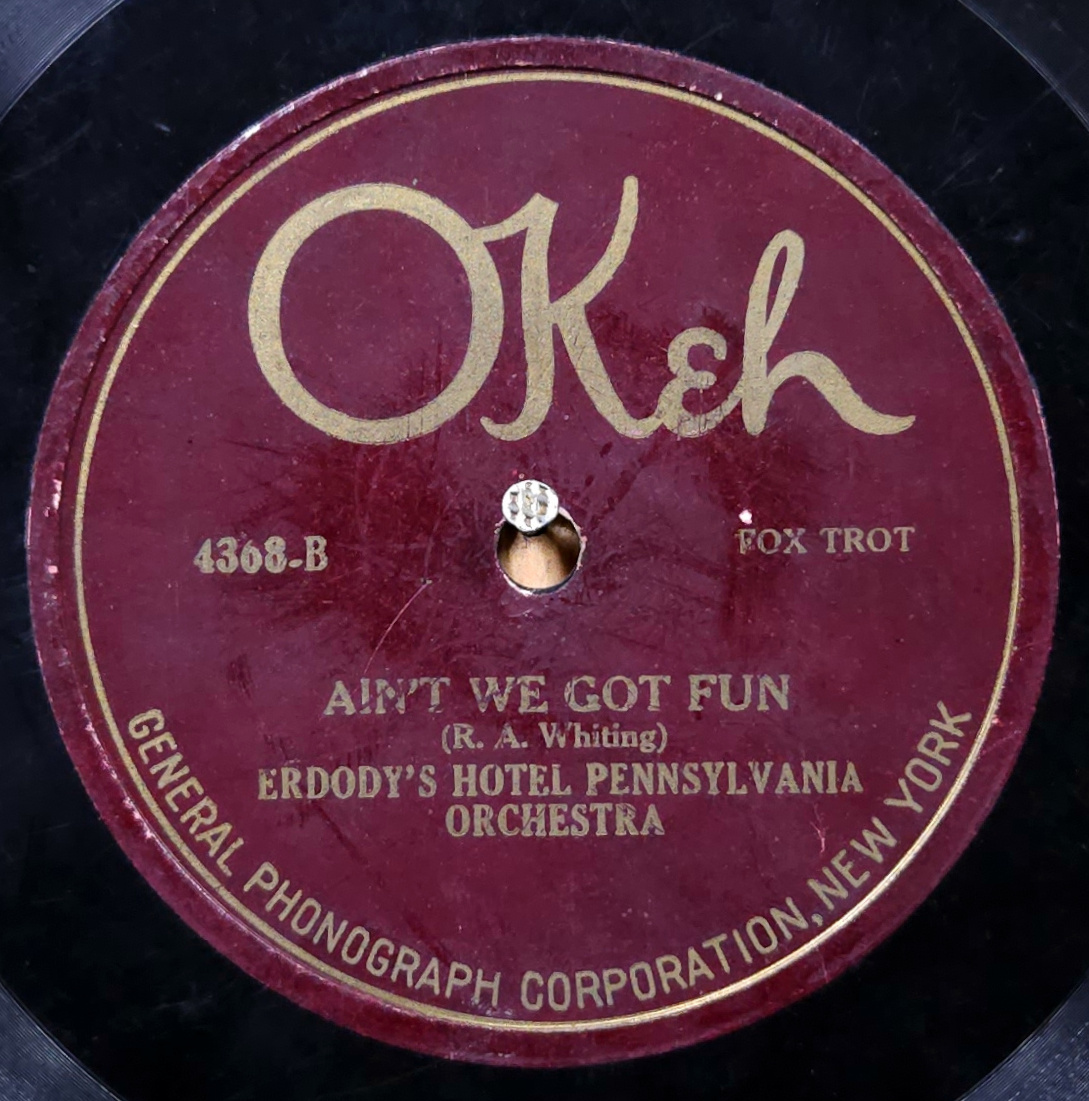 OKeh
4368-B
FOX TROT
AIN'T WE GOT FUN
(R. A. Whiting)
ERDODY'S HOTEL PENNSYLVANIA
ORCHESTRA
GENERAL PHONOGRAPH CORPORATION, NEW YORK